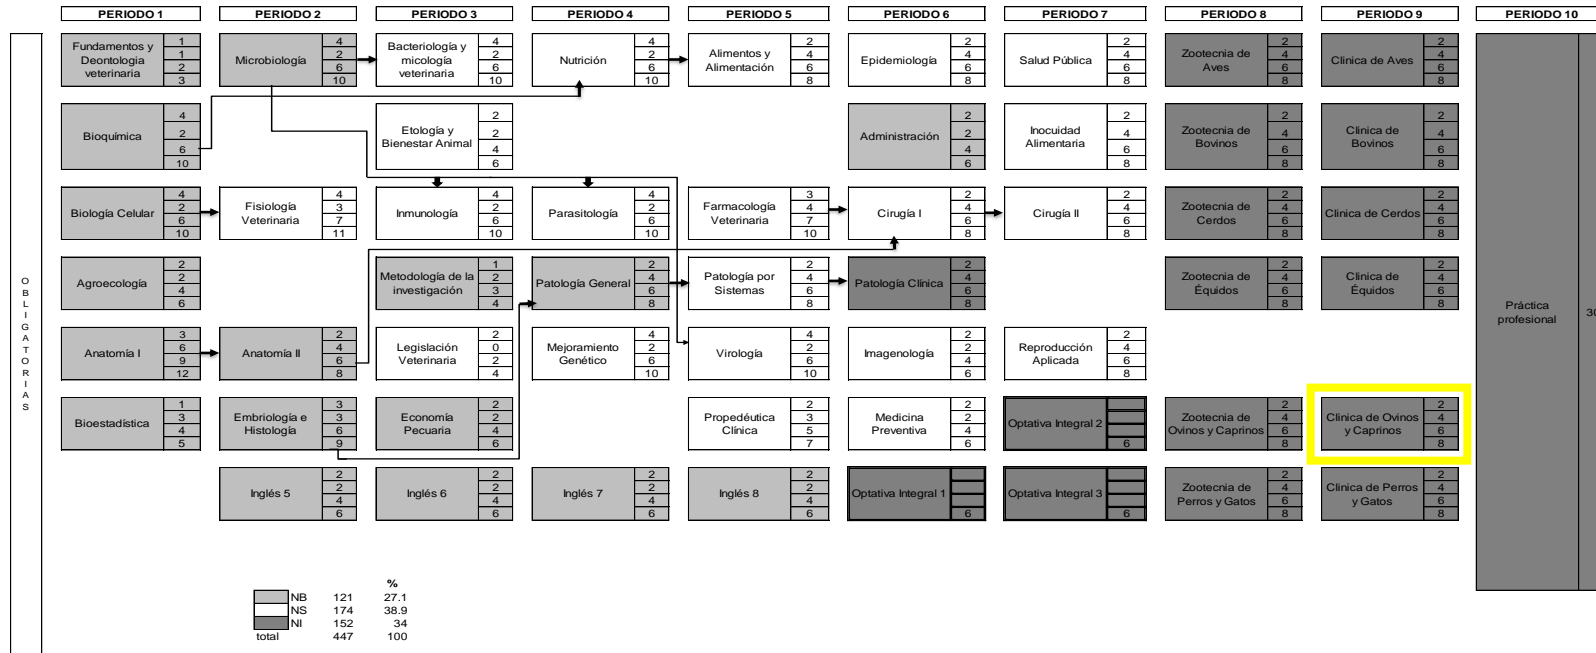 PERIODO 1 PERIODO 2 PERIODO 3 PERIODO 4 PERIODO 5 PERIODO 6 PERIODO 7 PERIODO 8 PERIODO 9 PERIODO 10
OBLIGATORIAS
Fundamentos y
Deontologia
veterinaria
1
1
2
3
Microbiología
4
2
6
10
Bacteriología y
micología
veterinaria
4
2
6
10
Nutrición
4
2
6
10
Alimentos y
Alimentación
2
4
6
8
Epidemiología
2
4
6
8
Salud Pública
2
4
6
8
Zootecnia de
Aves
2
4
6
8
Clinica de Aves
2
4
6
8
Bioquímica
4
2
6
10
Etología y
Bienestar Animal
2
2
4
6
Administración
2
2
4
6
Inocuidad
Alimentaria
2
4
6
8
Zootecnia de
Bovinos
2
4
6
8
Clinica de
Bovinos
2
4
6
8
Biología Celular
4
2
6
10
Fisiología
Veterinaria
4
3
7
11
Inmunología
4
2
6
10
Parasitología
4
2
6
10
Farmacología
Veterinaria
3
4
7
10
Cirugía I
2
4
6
8
Cirugía II
2
4
6
8
Zootecnia de
Cerdos
2
4
6
8
Clinica de Cerdos
2
4
6
8
Agroecología
2
2
4
6
Metodología de la
investigación
1
2
3
4
Patología General
2
4
6
8
Patología por
Sistemas
2
4
6
8
Patología Clínica
2
4
6
8
Zootecnia de
Équidos
2
4
6
8
Clinica de
Équidos
2
4
6
8
Práctica
profesional
30
Anatomía I
3
6
9
12
Anatomía II
2
4
6
8
Legislación
Veterinaria
2
0
2
4
Mejoramiento
Genético
4
2
6
10
Virología
4
2
6
10
Imagenología
2
2
4
6
Reproducción
Aplicada
2
4
6
8
Bioestadística
1
3
4
5
Embriología e
Histología
3
3
6
9
Economía
Pecuaria
2
2
4
6
Propedéutica
Clínica
2
3
5
7
Medicina
Preventiva
2
2
4
6
Optativa Integral 2
6
Zootecnia de
Ovinos y Caprinos
2
4
6
8
Clinica de Ovinos
y Caprinos
2
4
6
8
Inglés 5
2
2
4
6
Inglés 6
2
2
4
6
Inglés 7
2
2
4
6
Inglés 8
2
2
4
6
Optativa Integral 1
6
Optativa Integral 3
6
Zootecnia de
Perros y Gatos
2
4
6
8
Clinica de Perros
y Gatos
2
4
6
8
%
NB 121 27.1
NS 174 38.9
NI 152 34
total 447 100